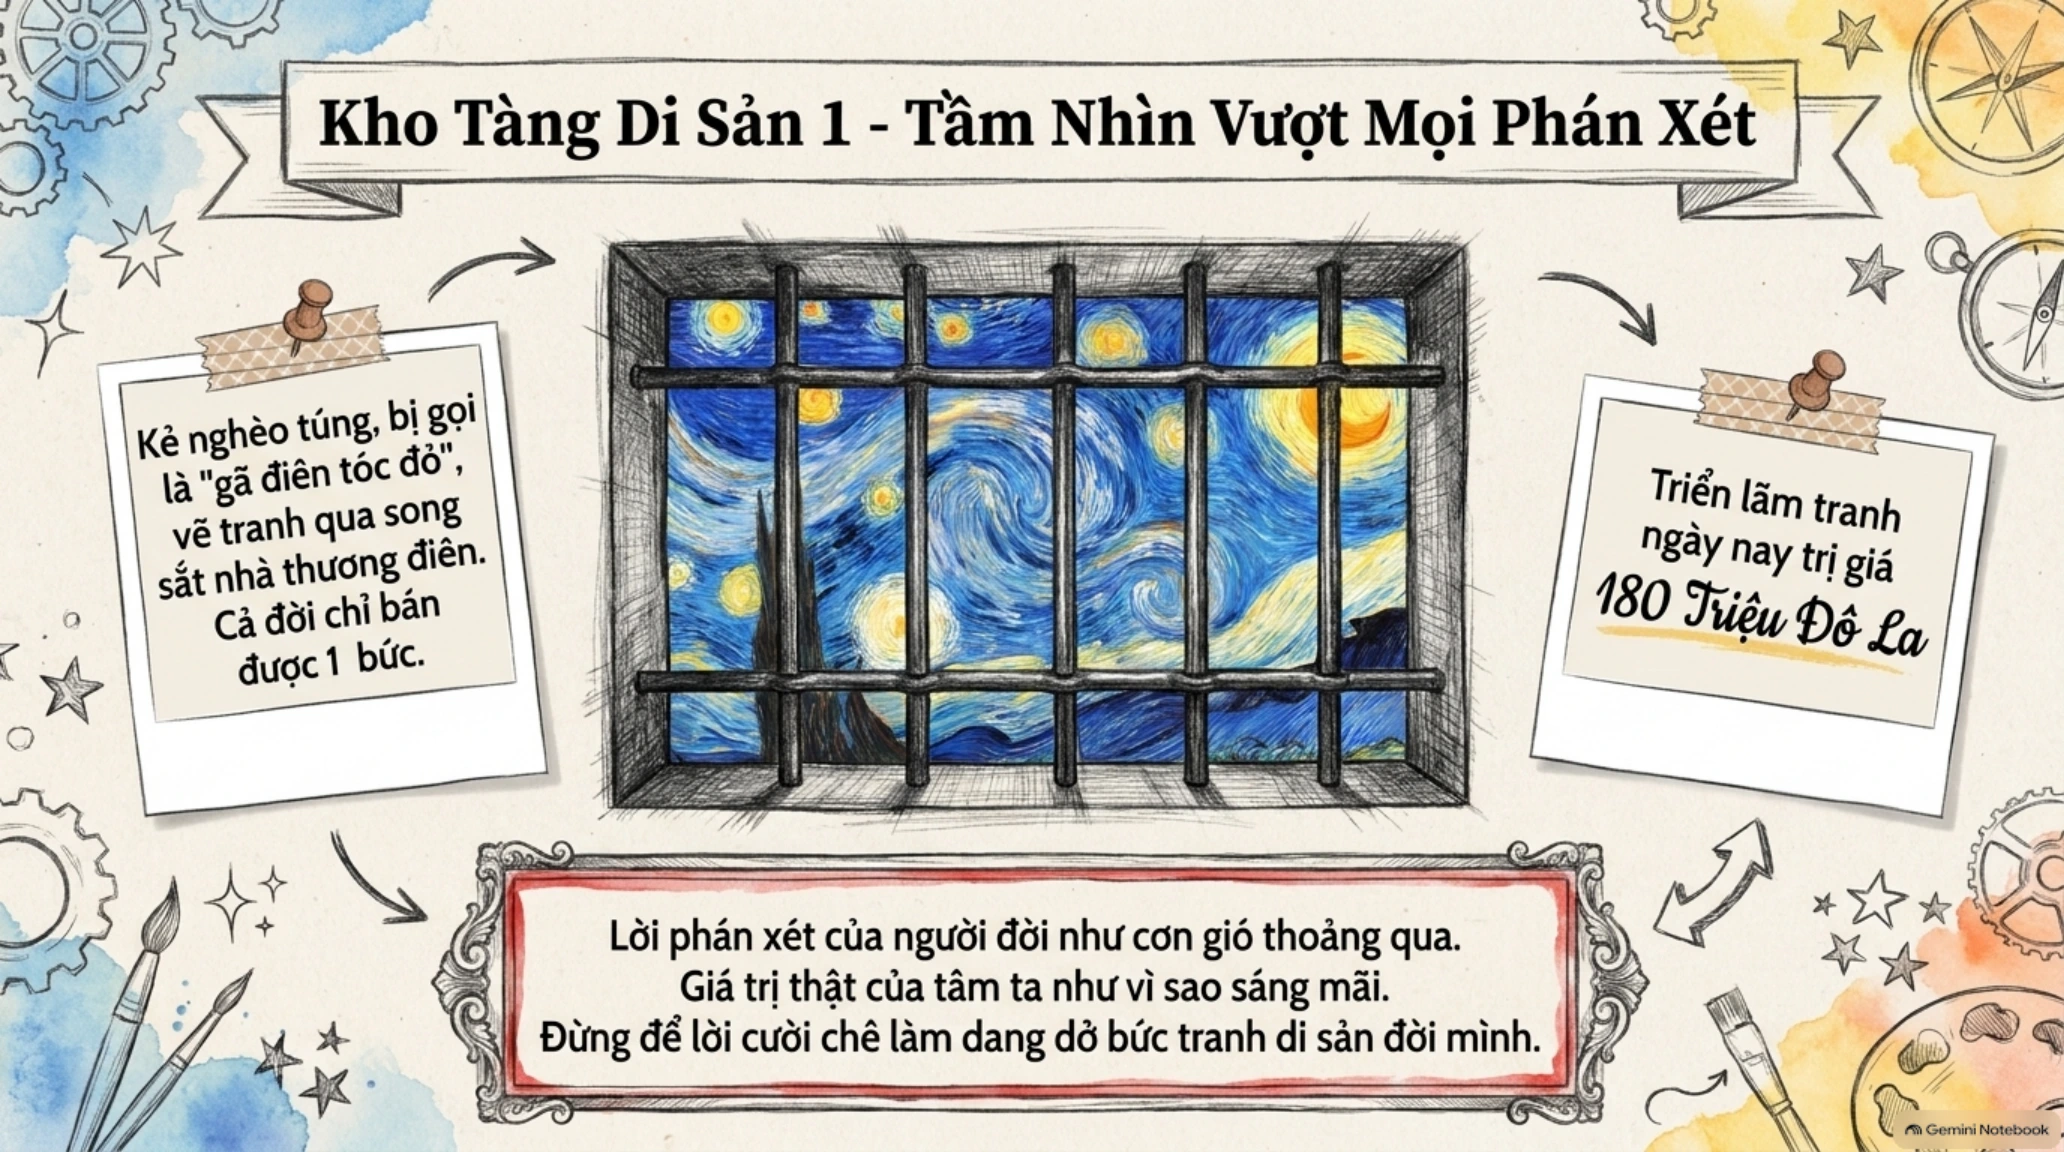 Kho Tàng Di Sản 1 - Tầm Nhìn Vượt Mọi Phán Xét
Kẻ nghèo túng, bị gọi
là "gã điên tóc đỏ",
vẽ tranh qua song
sắt nhà thương điên.
Cả đời chỉ bán
được 1 bức.
Triển lãm tranh
ngày nay trị giá
180 Triệu Đô La
Lời phán xét của người đời như cơn gió thoảng qua.
Giá trị thật của tâm ta như vì sao sáng mãi.
Đừng để lời cười chê làm dang dở bức tranh di sản đời mình.
Gemini Notebook